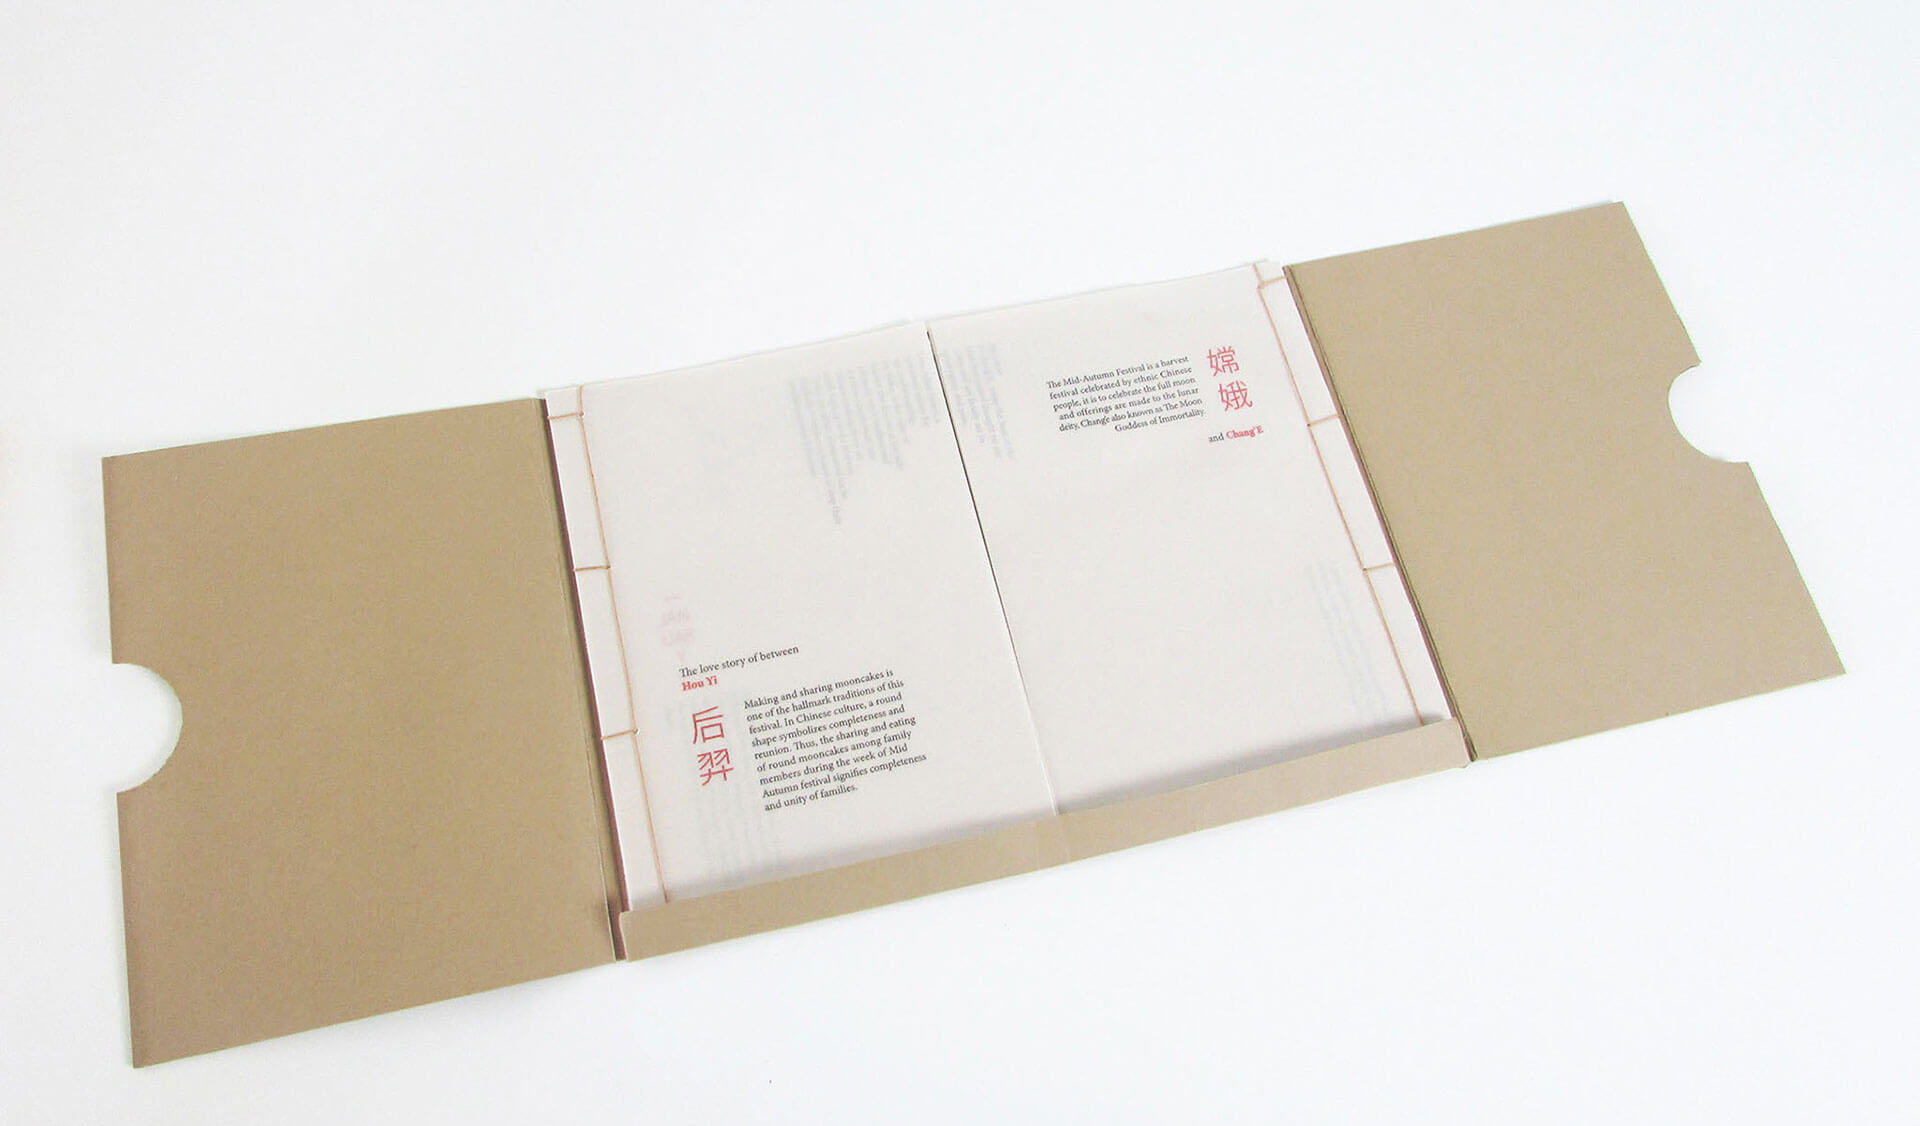 The love story of between
Hou Yi
后
羿
Making and sharing mooncakes is
one of the hallmark traditions of this
festival. In Chinese culture, a round
shape symbolizes completeness and
reunion. Thus, the sharing and eating
of round mooncakes among family
members during the week of Mid
Autumn festival signifies completeness
and unity of families.
The Mid-Autumn Festival is a harvest
festival celebrated by ethnic Chinese
people, it is to celebrate the full moon
and offerings are made to the lunar
deity, Chang'e also known as The Moon
Goddess of Immortality.
嫦
娥
and Chang'E